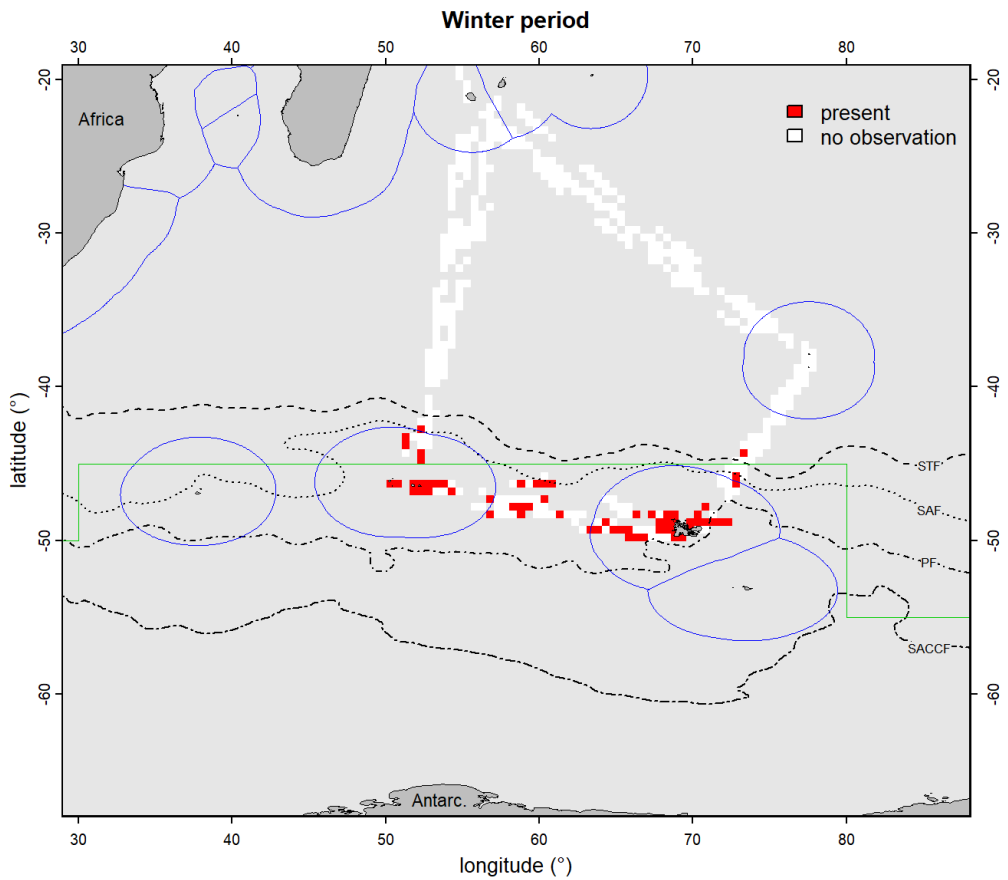 Winter period
30 40 50 60 70 80
-20 -20
Africa
present
no observation
-30 -30
-40 -40
latitude (°)
STF
SAF
-50 -50
PF
SACCF
-60 -60
Antarc.
30 40 50 60 70 80
longitude (°)